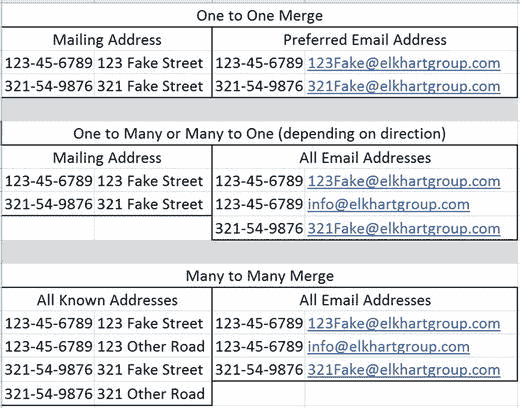 One to One Merge
Mailing Address Preferred Email Address
123-45-6789 123 Fake Street 123-45-6789 123Fake@elkhartgroup.com
321-54-9876 321 Fake Street 321-54-9876 321Fake@elkhartgroup.com
One to Many or Many to One (depending on direction)
Mailing Address All Email Addresses
123-45-6789 123 Fake Street 123-45-6789 123Fake@elkhartgroup.com
321-54-9876 321 Fake Street 123-45-6789 info@elkhartgroup.com
321-54-9876 321Fake@elkhartgroup.com
Many to Many Merge
All Known Addresses All Email Addresses
123-45-6789 123 Fake Street 123-45-6789 123Fake@elkhartgroup.com
123-45-6789 123 Other Road 123-45-6789 info@elkhartgroup.com
321-54-9876 321 Fake Street 321-54-9876 321Fake@elkhartgroup.com
321-54-9876 321 Other Road